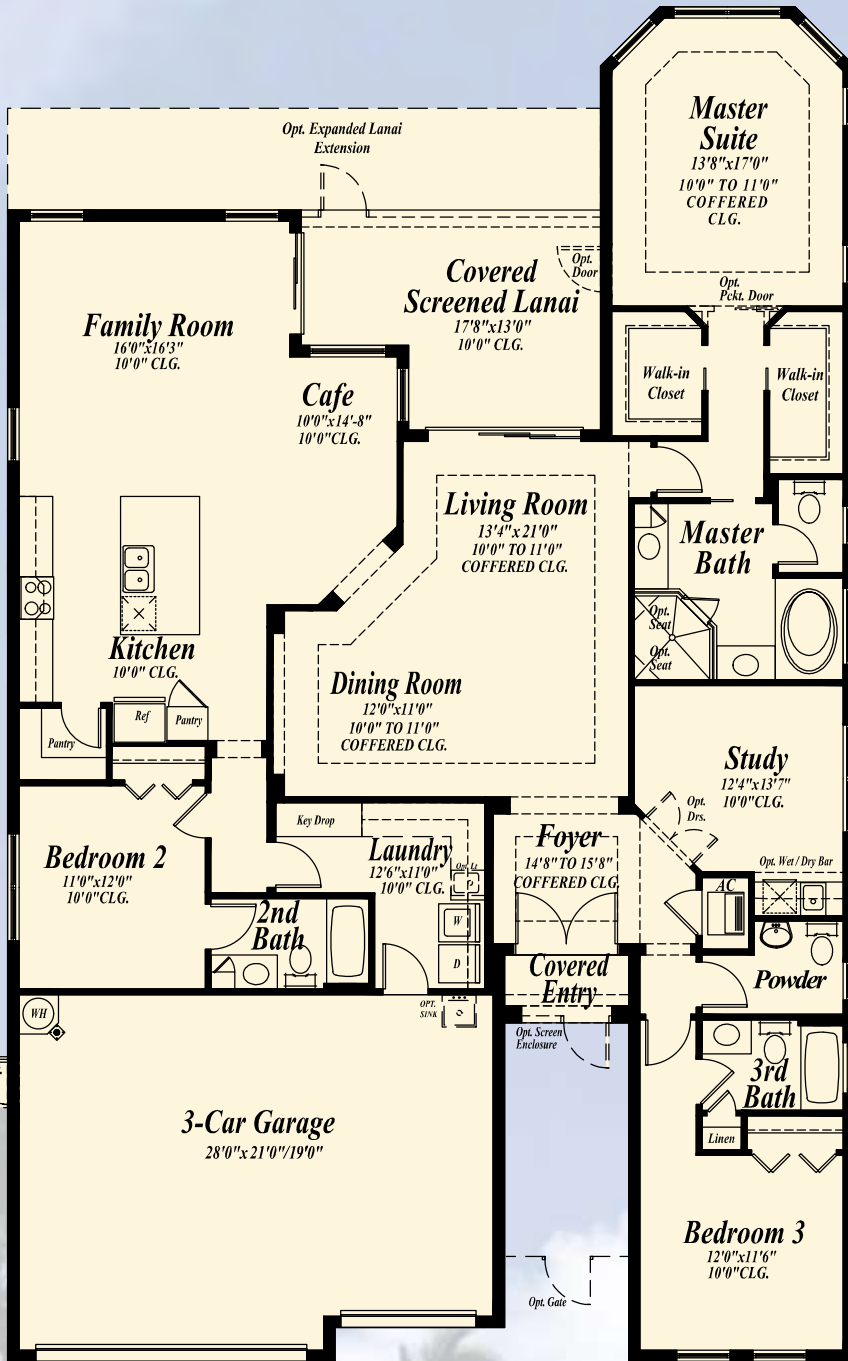 Master
Suite
13'8"x17'0"
10'0" TO 11'0"
COFFERED
CLG.
Opt. Expanded Lanai
Extension
Opt.
Door
Covered
Screened Lanai
17'8"x13'0"
10'0" CLG.
Opt.
Pckt. Door
Family Room
16'0"x16'3"
10'0" CLG.
Cafe
10'0"x14'-8"
10'0"CLG.
Walk-in
Closet
Walk-in
Closet
Living Room
13'4"x 21'0"
10'0" TO 11'0"
COFFERED CLG.
Master
Bath
Opt.
Seat
Opt.
Seat
Kitchen
10'0" CLG.
Dining Room
12'0"x11'0"
10'0" TO 11'0"
COFFERED CLG.
Ref
Pantry
Pantry
Study
12'4"x13'7"
10'0"CLG.
Opt.
Drs.
Key Drop
Laundry
12'6"x11'0"
10'0" CLG.
Foyer
14'8"TO 15'8"
COFFERED CLG.
Opt. Wet / Dry Bar
AC
Bedroom 2
11'0"x12'0"
10'0"CLG.
2nd
Bath
W
D
Covered
Entry
Powder
WH
OPT.
SINK
Opt. Screen
Enclosure
3rd
Bath
Linen
3-Car Garage
28'0"x 21'0"/19'0"
Bedroom 3
12'0"x11'6"
10'0"CLG.
Opt. Gate